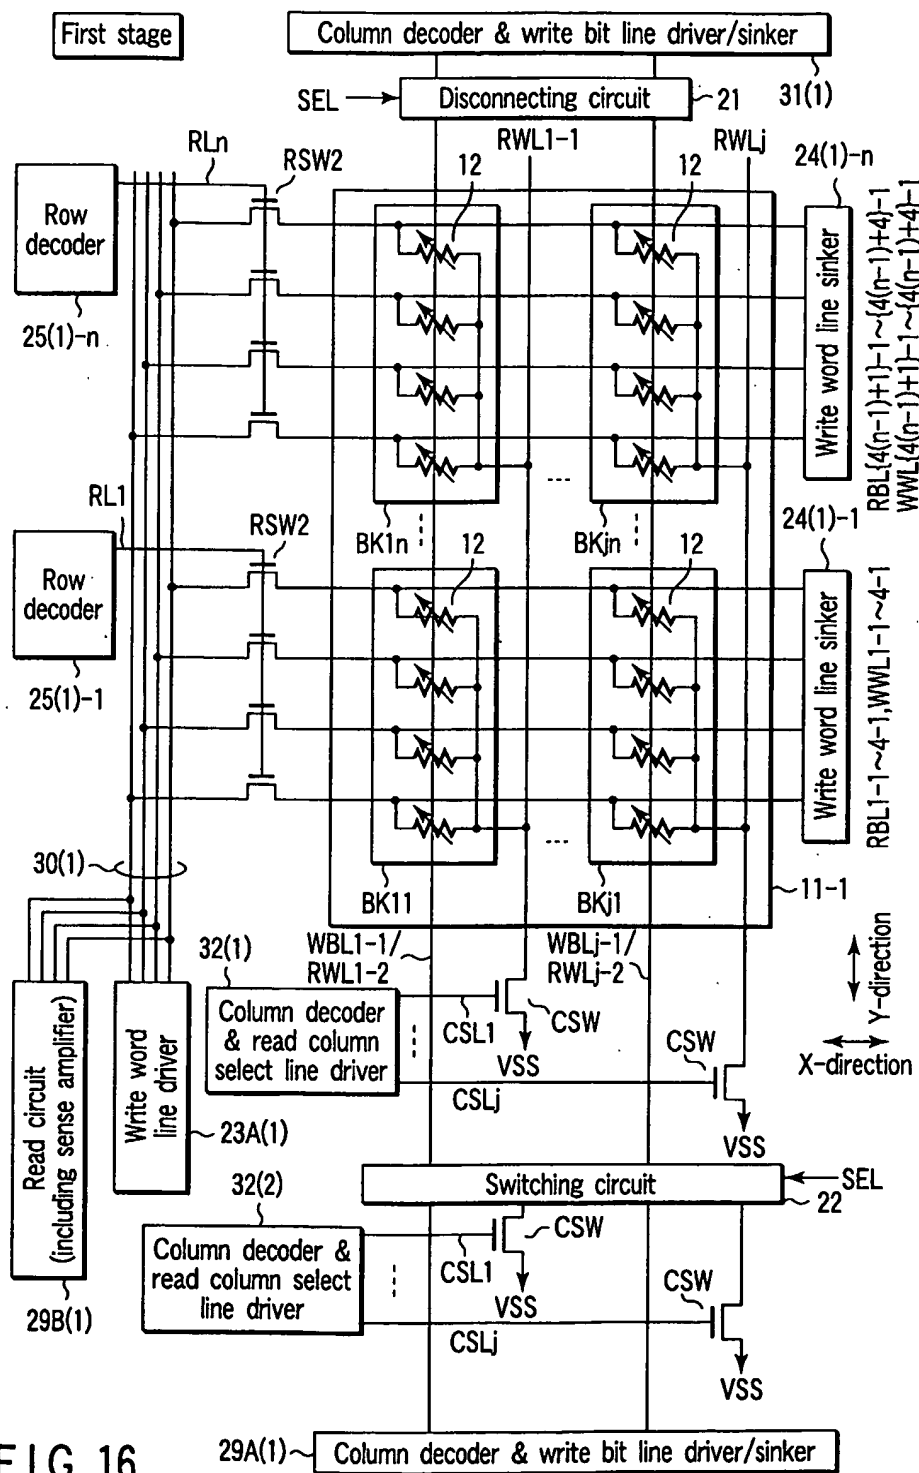 First stage
Column decoder & write bit line driver/sinker
31(1)
SEL
Disconnecting circuit
21
RLn
RSW2
RWL1-1
RWLj
12
12
24(1)-n
Row
decoder
25(1)-n
Write word line sinker
RBL{4(n-1)+1}-1~{4(n-1)+4}-1
WWL{4(n-1)+1}-1~{4(n-1)+4}-1
...
BK1n
BKjn
RL1
RSW2
12
12
24(1)-1
Row
decoder
25(1)-1
Write word line sinker
RBL1-1~4-1,WWL1-1~4-1
...
30(1)
BK11
BKj1
11-1
32(1)
WBL1-1/
RWL1-2
WBLj-1/
RWLj-2
Y-direction
X-direction
Column decoder
& read column
select line driver
CSL1
CSW
VSS
CSW
CSLj
VSS
Read circuit
(including sense amplifier)
29B(1)
Write word
line driver
23A(1)
Switching circuit
SEL
22
32(2)
Column decoder &
read column select
line driver
CSL1
CSW
VSS
CSW
CSLj
VSS
FIG. 16
29A(1)
Column decoder & write bit line driver/sinker